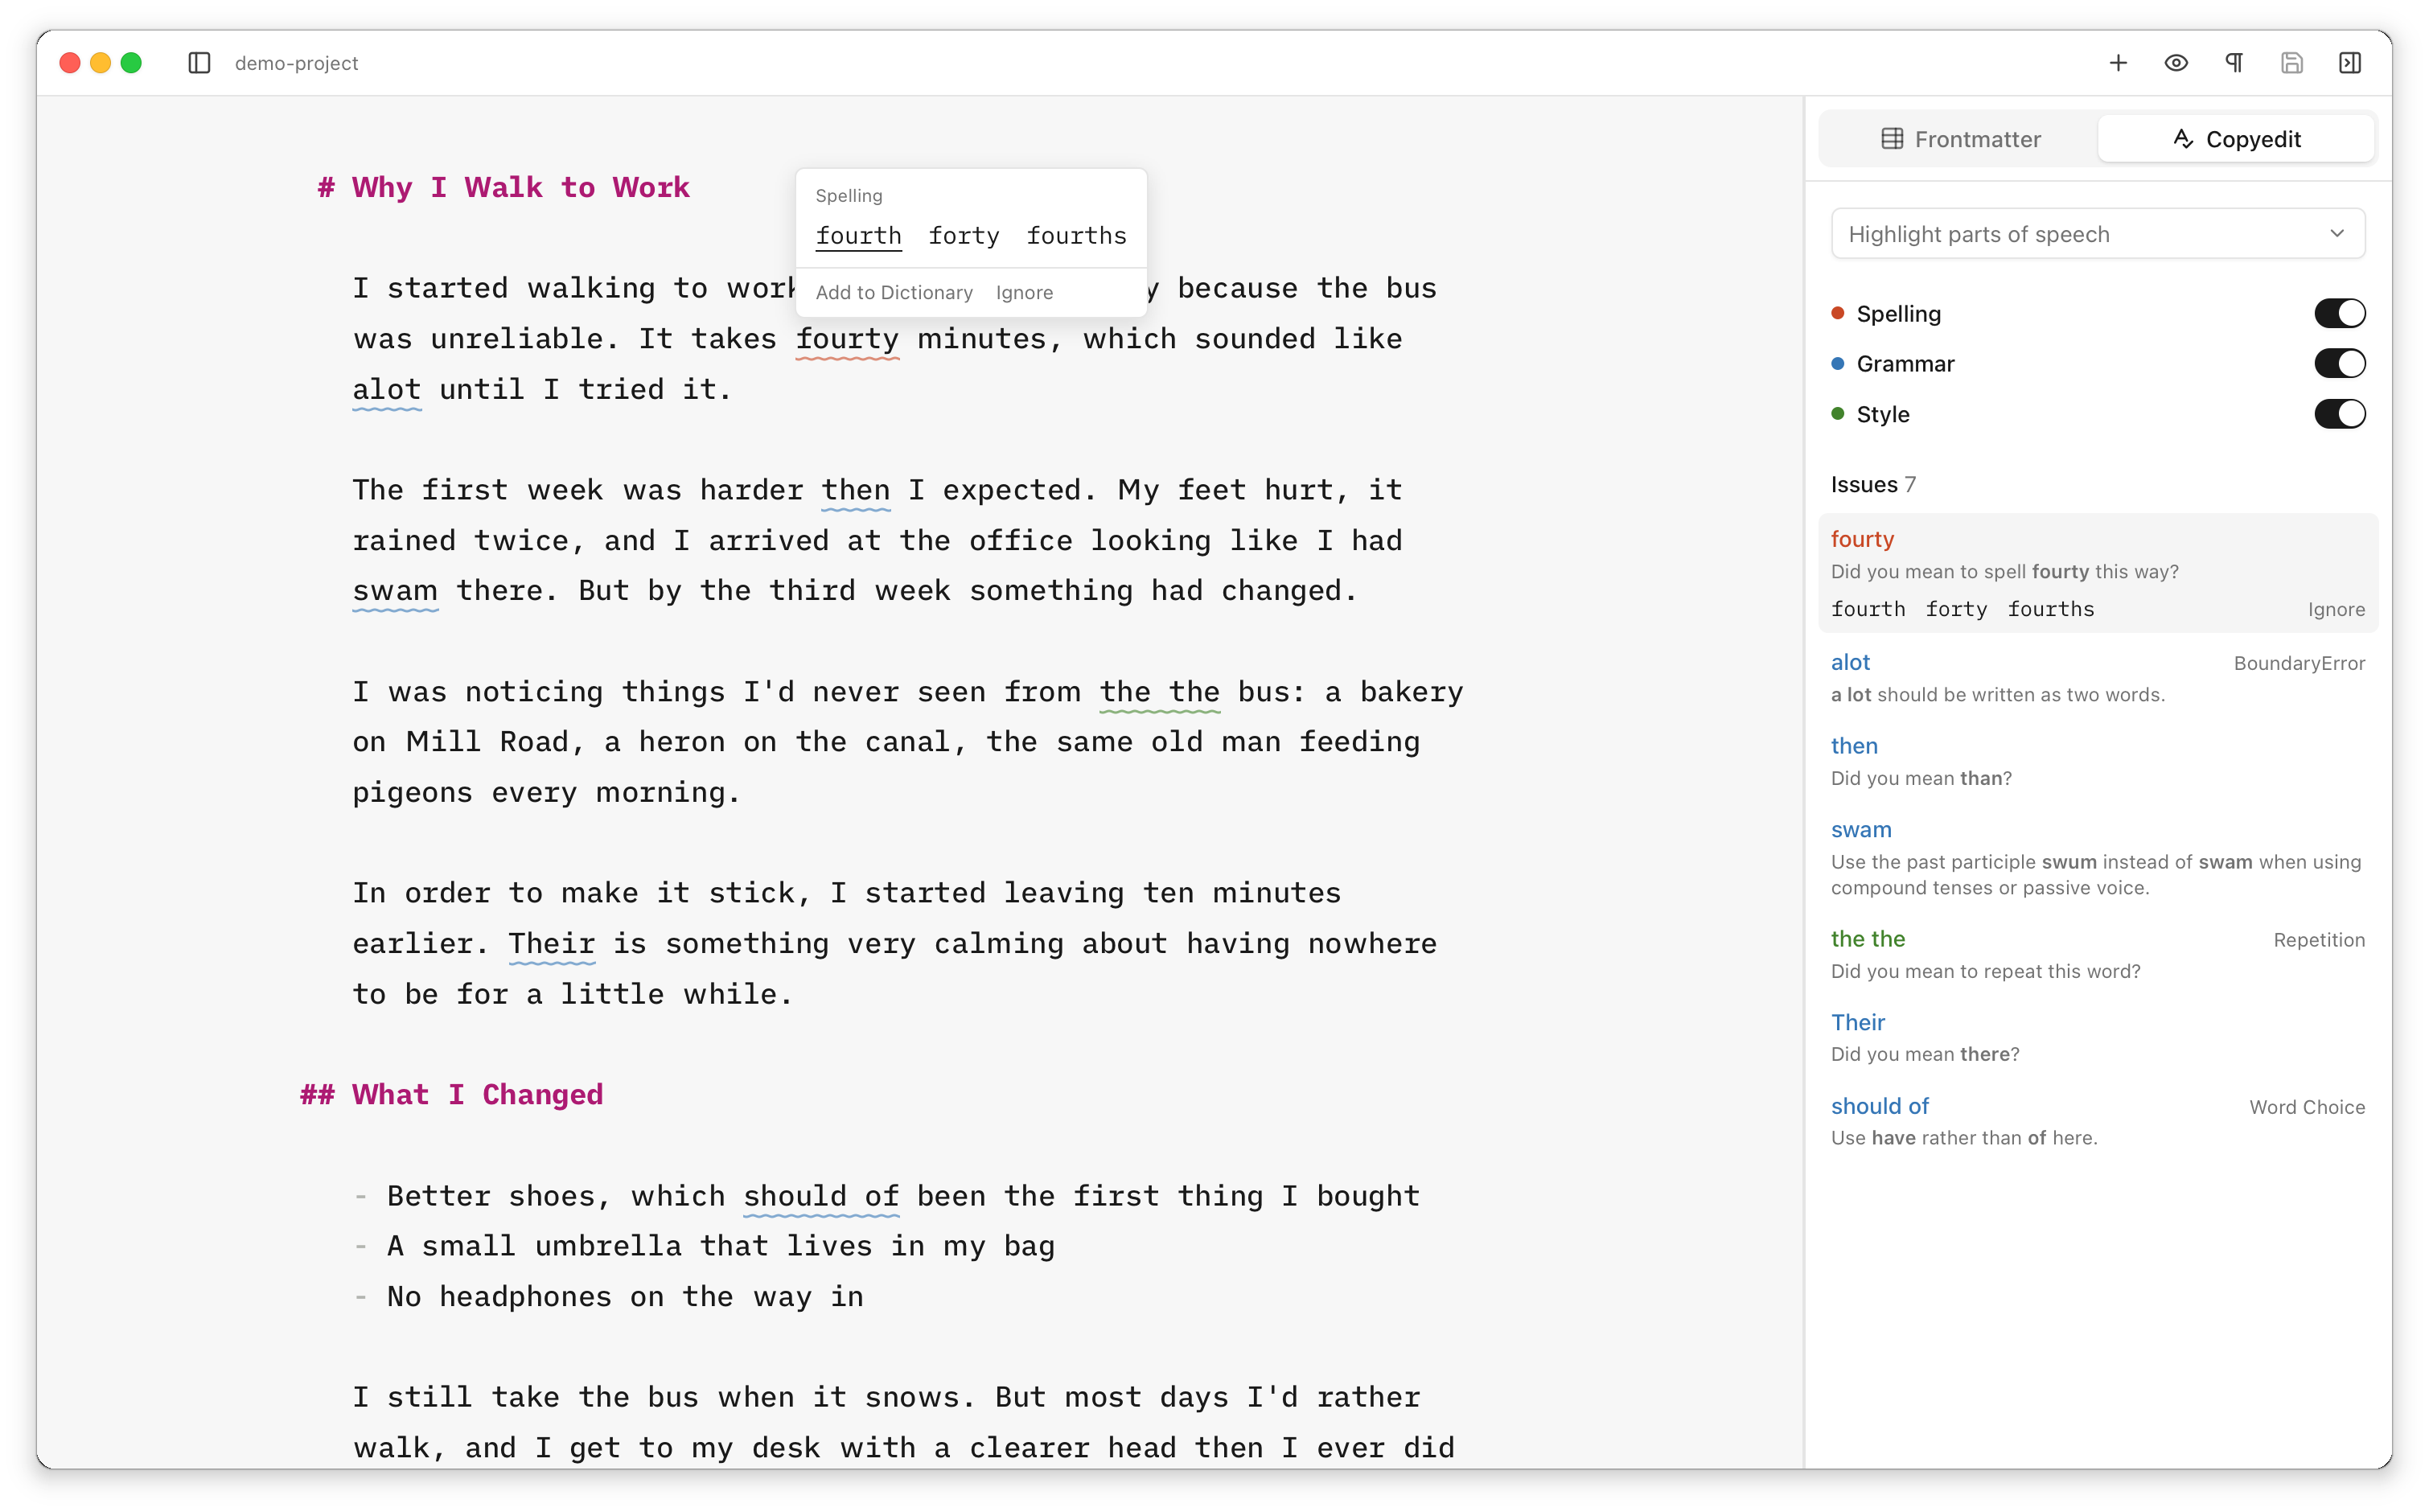 demo-project
Frontmatter
Copyedit
# Why I Walk to Work
Spelling
fourth forty fourths
Add to Dictionary Ignore
I started walking to work because the bus
was unreliable. It takes fourty minutes, which sounded like
alot until I tried it.
The first week was harder then I expected. My feet hurt, it
rained twice, and I arrived at the office looking like I had
swam there. But by the third week something had changed.
I was noticing things I'd never seen from the the bus: a bakery
on Mill Road, a heron on the canal, the same old man feeding
pigeons every morning.
In order to make it stick, I started leaving ten minutes
earlier. Their is something very calming about having nowhere
to be for a little while.
## What I Changed
- Better shoes, which should of been the first thing I bought
- A small umbrella that lives in my bag
- No headphones on the way in
I still take the bus when it snows. But most days I'd rather
walk, and I get to my desk with a clearer head then I ever did
Highlight parts of speech
Spelling
Grammar
Style
Issues 7
fourty
Did you mean to spell fourty this way?
fourth forty fourths Ignore
alot BoundaryError
a lot should be written as two words.
then
Did you mean than?
swam
Use the past participle swum instead of swam when using
compound tenses or passive voice.
the the Repetition
Did you mean to repeat this word?
Their
Did you mean there?
should of Word Choice
Use have rather than of here.